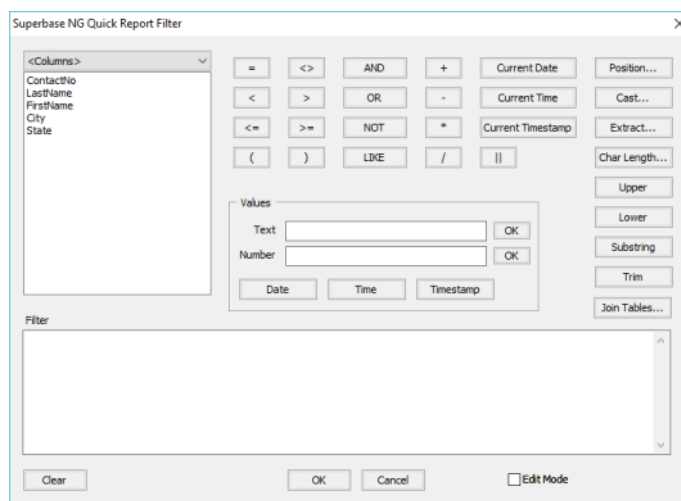 Superbase NG Quick Report Filter
<Columns>
ContactNo
LastName
FirstName
City
State
= <> AND + Current Date Position...
< > OR - Current Time Cast...
<= >= NOT * Current Timestamp Extract...
( ) LIKE / || Char Length...
Upper
Lower
Substring
Trim
Join Tables...
Values
Text OK
Number OK
Date Time Timestamp
Filter
Clear OK Cancel Edit Mode